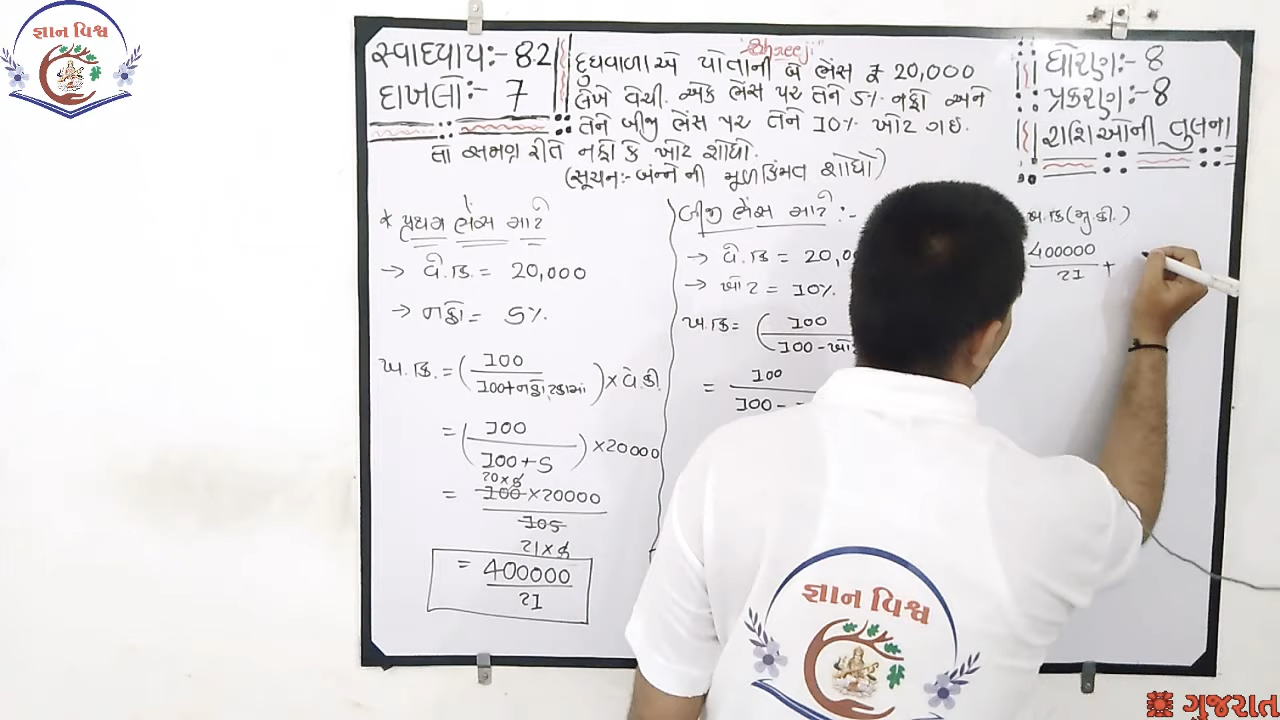 જ્ઞાન વિશ્વ
સ્વાધ્યાય:- 8.2
દાખલો:- 7
"Shreeji"
દુધવાળાએ પોતાની બે ભેંસ ₹ 20,000
લેખે વેચી. એક ભેંસ પર તેને 5% નફો અને
તેને બીજી ભેંસ પર તેને 10% ખોટ ગઇ.
તો સમગ્ર રીતે નફો કે ખોટ શોધો.
(સૂચન:- બંન્ને ની મૂળ કિંમત શોધો)
ધોરણ:- 8
પ્રકરણ:- 8
રાશિઓની તુલના
* પ્રથમ ભેંસ માટે
→ વે.કિં. = 20,000
→ નફો = 5%
ખ.કિં. = (100 / 100+નફો ટકામાં) × વે.કી.
= (100 / 100+5) × 20000
20×5
= 100 × 20000 / 105
21×5
= 400000 / 21
બીજી ભેંસ માટે :-
→ વે.કિં = 20,00
→ ખોટ = 10%
ખ.કિં = (100 / 100 - ખો
= 100 / 100 -
ખ.કિં (મુ.કી.)
400000 / 21 +
જ્ઞાન વિશ્વ
ગુજરાત